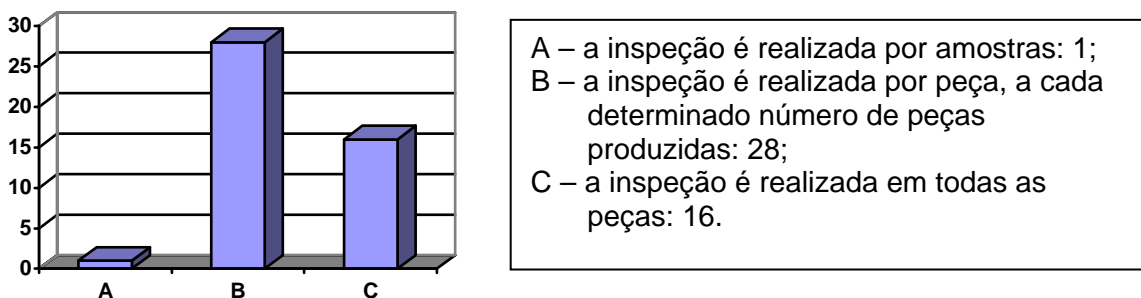 30
25
20
15
10
5
0
A B C
A – a inspeção é realizada por amostras: 1;
B – a inspeção é realizada por peça, a cada
determinado número de peças
produzidas: 28;
C – a inspeção é realizada em todas as
peças: 16.